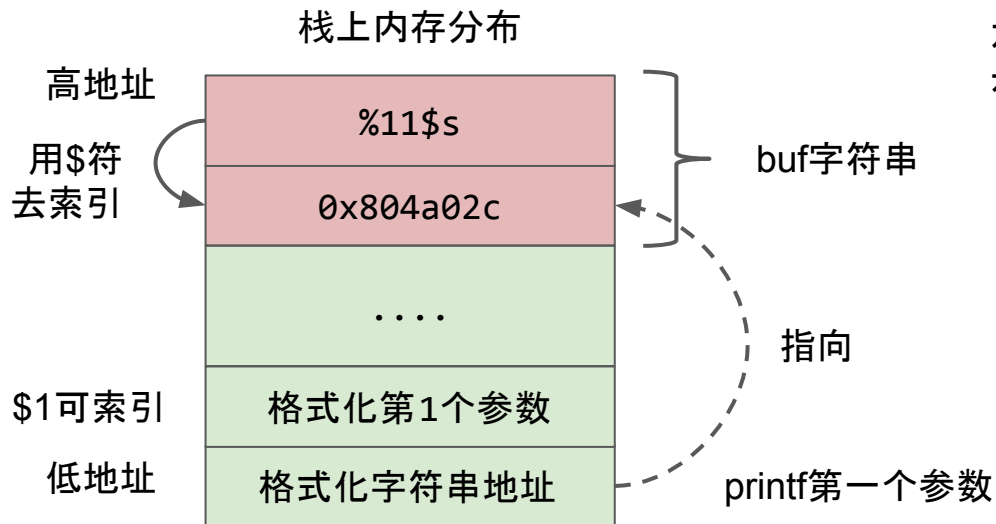 栈上内存分布
高地址
%11$s
用$符
去索引
0x804a02c
buf字符串
....
指向
$1可索引
格式化第1个参数
低地址
格式化字符串地址
printf第一个参数